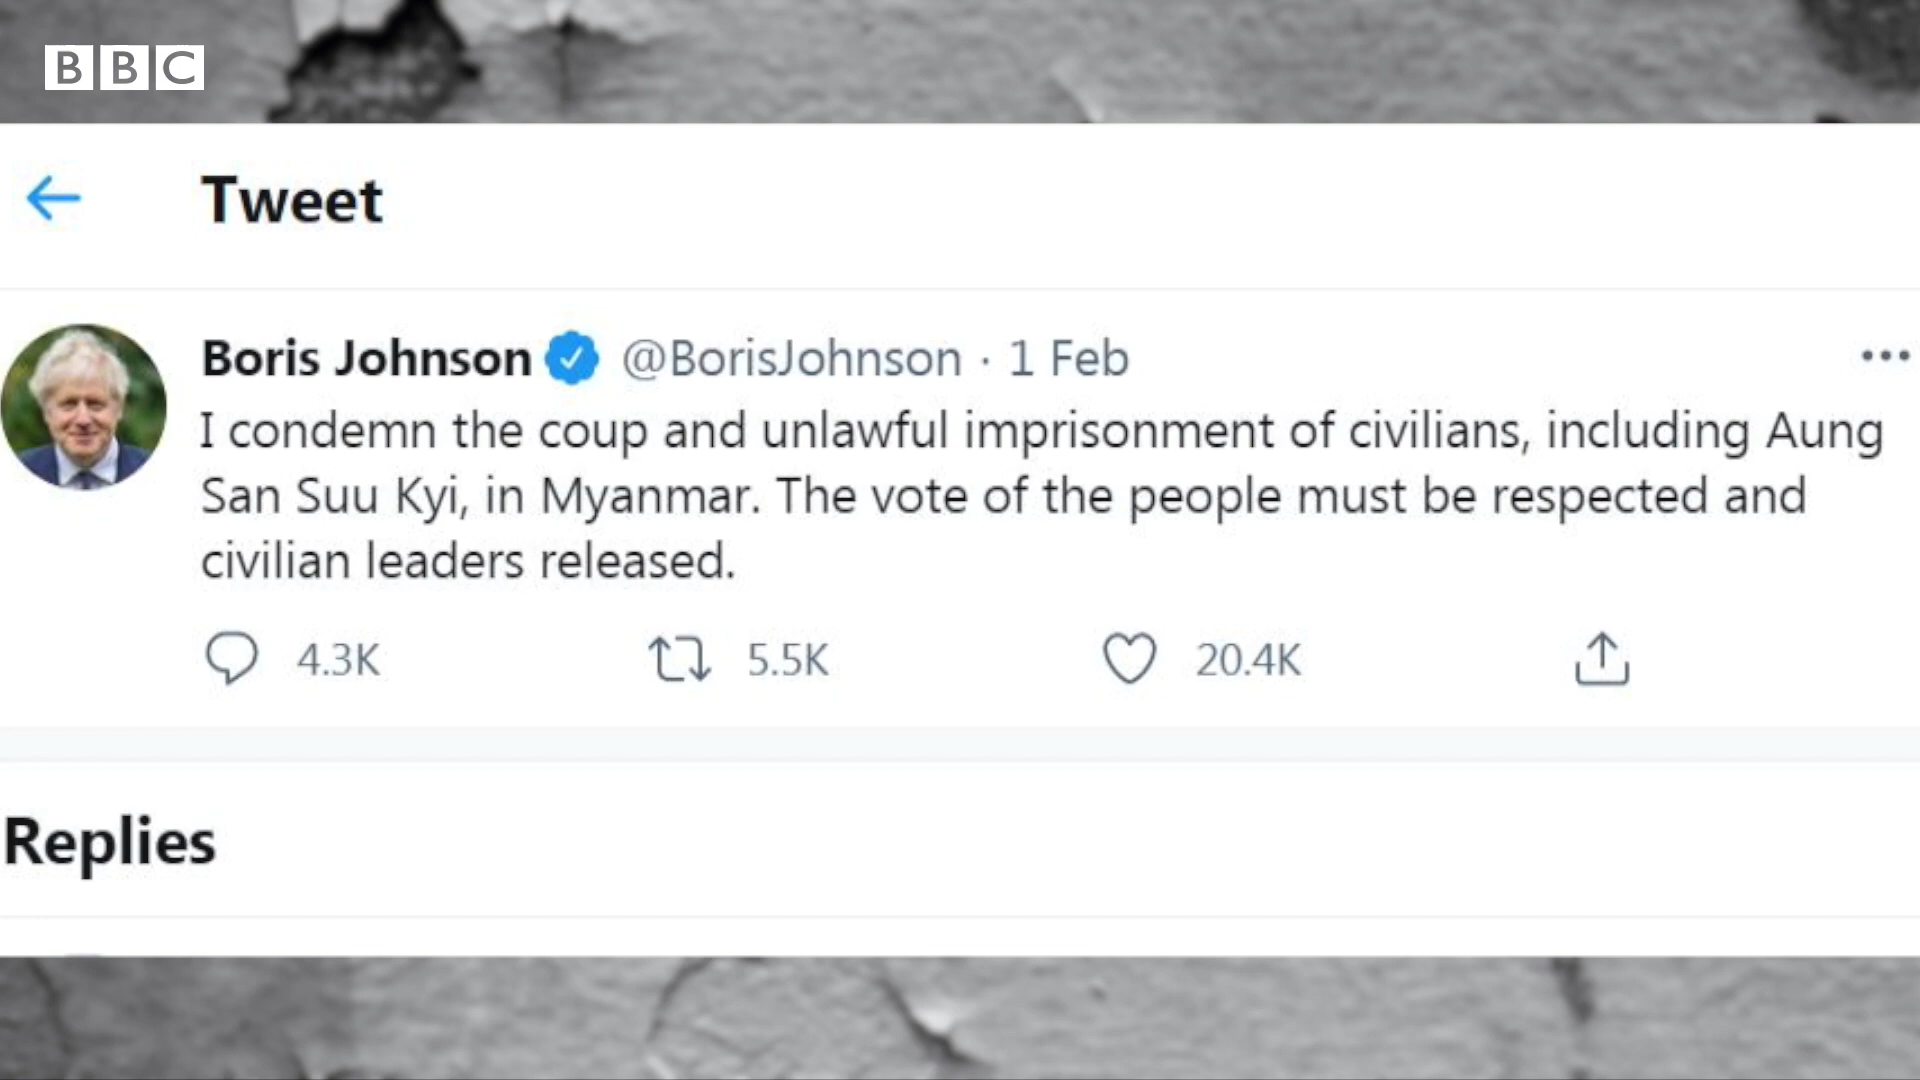 BBC
Tweet
Boris Johnson @BorisJohnson · 1 Feb
I condemn the coup and unlawful imprisonment of civilians, including Aung
San Suu Kyi, in Myanmar. The vote of the people must be respected and
civilian leaders released.
4.3K 5.5K 20.4K
Replies